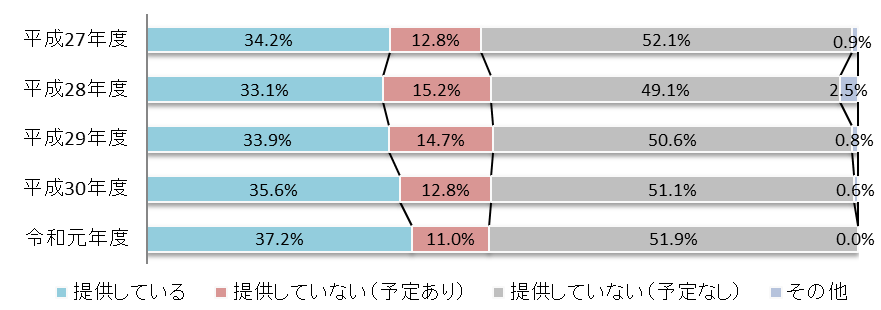 平成27年度 34.2% 12.8% 52.1% 0.9%
平成28年度 33.1% 15.2% 49.1% 2.5%
平成29年度 33.9% 14.7% 50.6% 0.8%
平成30年度 35.6% 12.8% 51.1% 0.6%
令和元年度 37.2% 11.0% 51.9% 0.0%
提供している 提供していない(予定あり) 提供していない(予定なし) その他